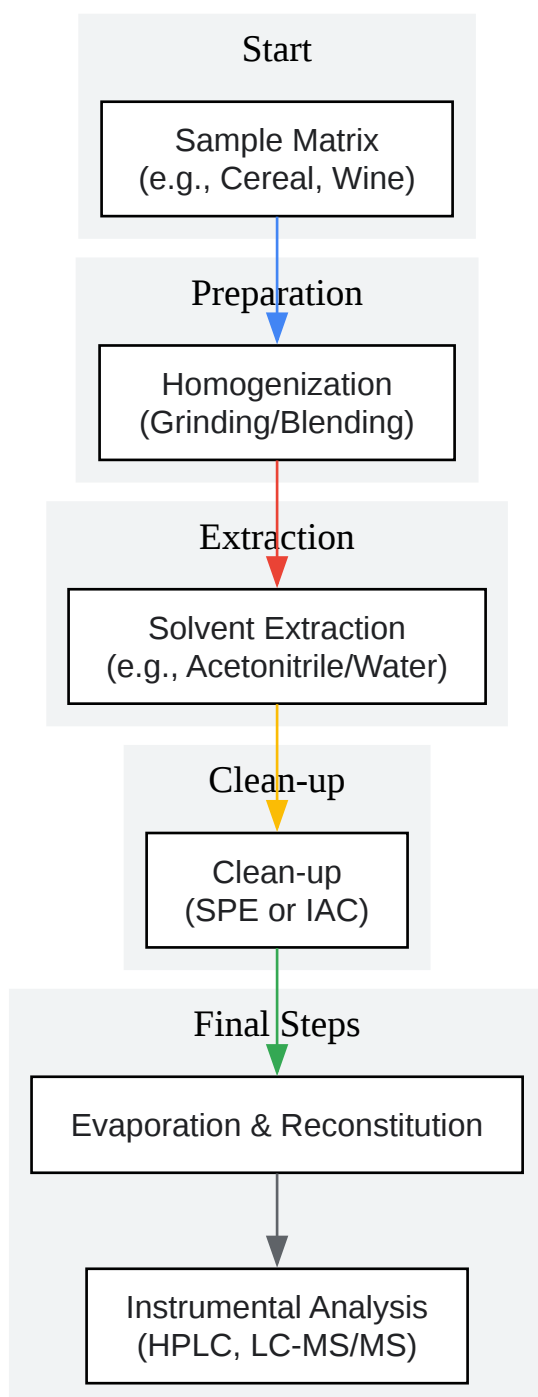 Start
Sample Matrix
(e.g., Cereal, Wine)
Preparation
Homogenization
(Grinding/Blending)
Extraction
Solvent Extraction
(e.g., Acetonitrile/Water)
Clean-up
Clean-up
(SPE or IAC)
Final Steps
Evaporation & Reconstitution
Instrumental Analysis
(HPLC, LC-MS/MS)